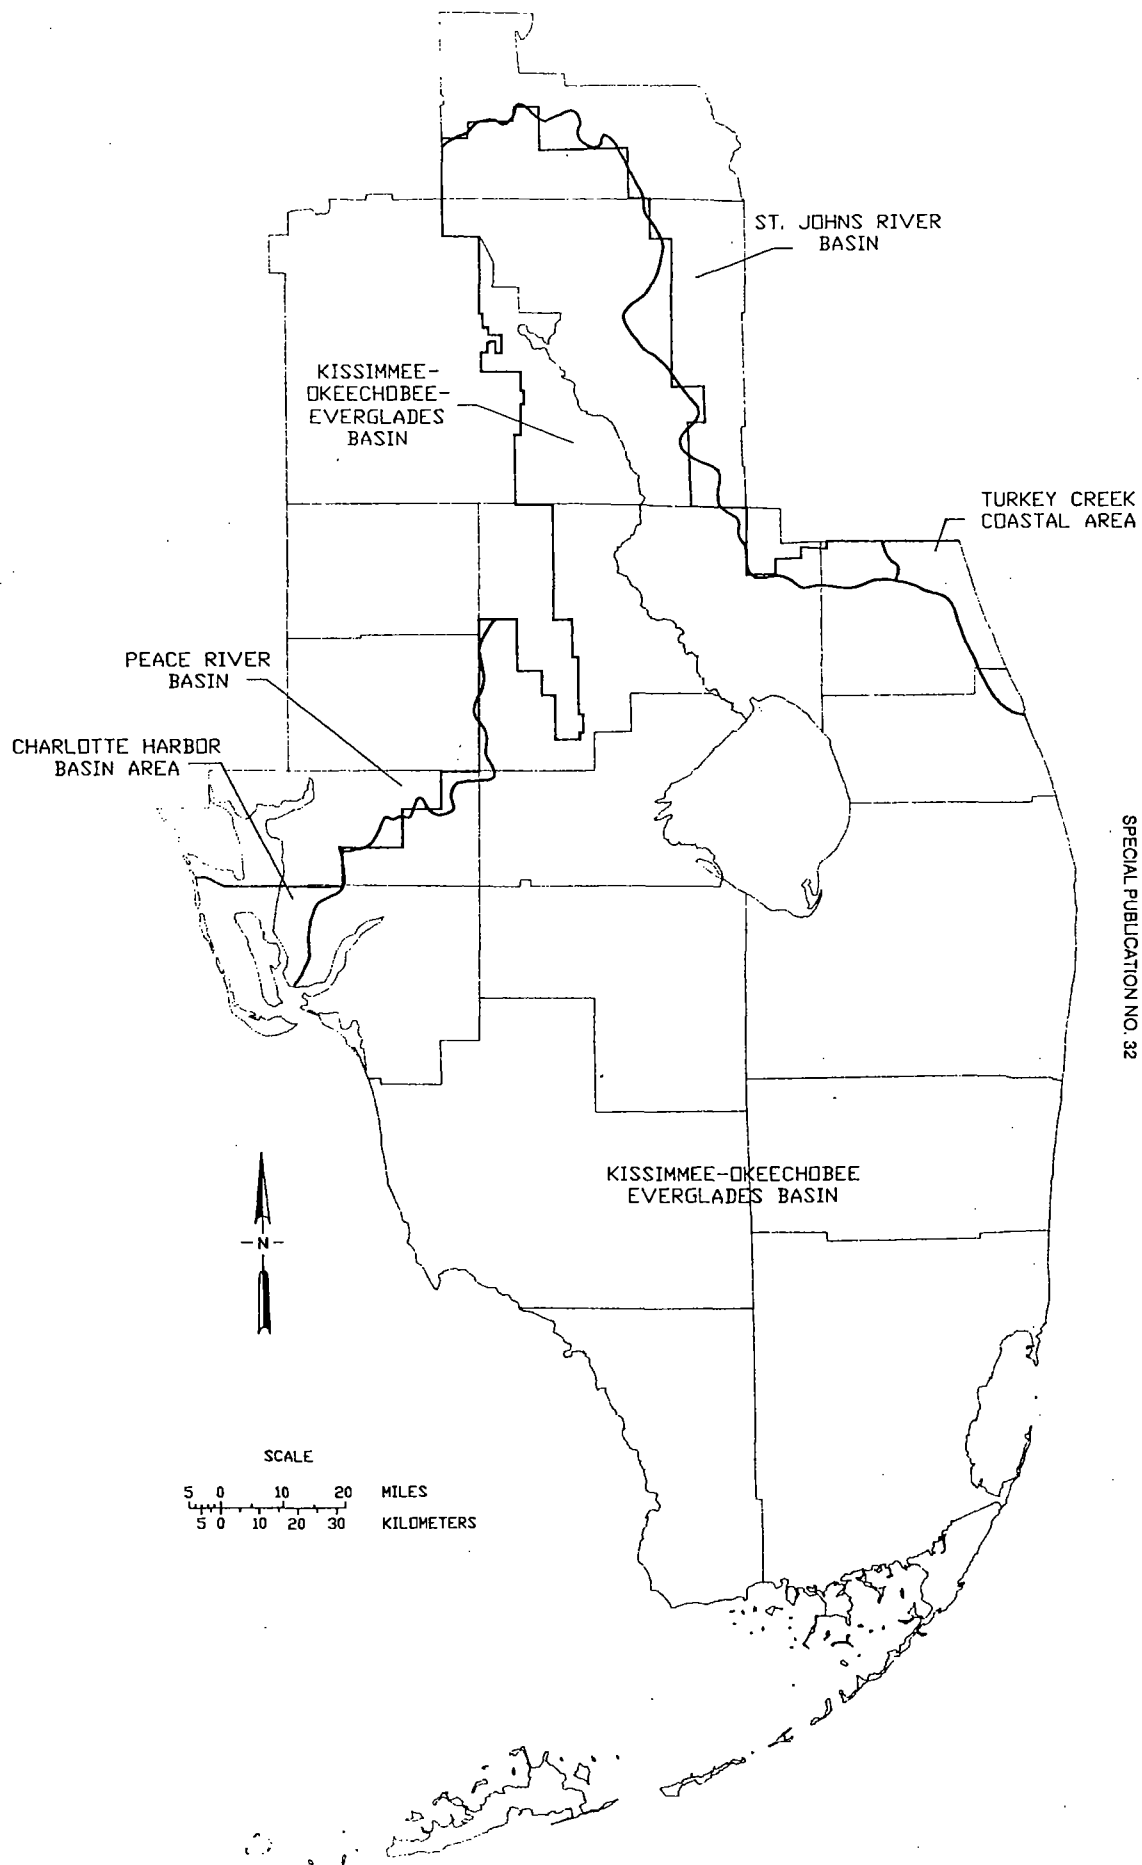 ST. JOHNS RIVER
BASIN
KISSIMMEE-
OKEECHOBEE-
EVERGLADES
BASIN
TURKEY CREEK
COASTAL AREA
PEACE RIVER
BASIN
CHARLOTTE HARBOR
BASIN AREA
SPECIAL PUBLICATION NO. 32
KISSIMMEE-OKEECHOBEE
EVERGLADES BASIN
-N-
SCALE
5 0 10 20 MILES
5 0 10 20 30 KILOMETERS